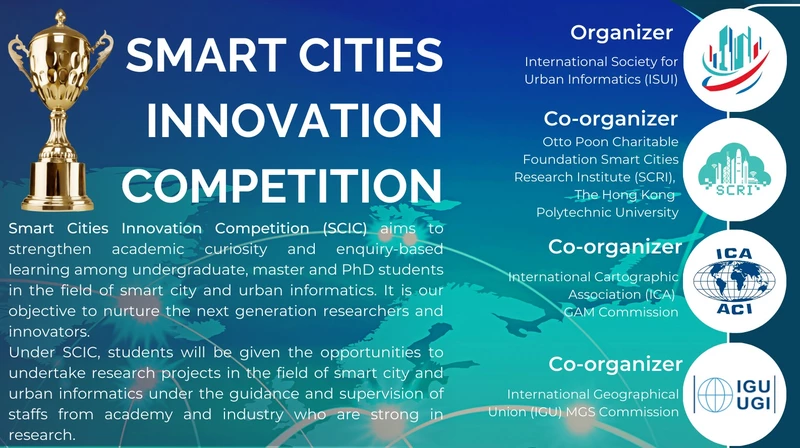 SMART CITIES
INNOVATION
COMPETITION
Smart Cities Innovation Competition (SCIC) aims to
strengthen academic curiosity and enquiry-based
learning among undergraduate, master and PhD students
in the field of smart city and urban informatics. It is our
objective to nurture the next generation researchers and
innovators.
Under SCIC, students will be given the opportunities to
undertake research projects in the field of smart city and
urban informatics under the guidance and supervision of
staffs from academy and industry who are strong in
research.
Organizer
International Society for
Urban Informatics (ISUI)
Co-organizer
Otto Poon Charitable
Foundation Smart Cities
Research Institute (SCRI),
The Hong Kong
Polytechnic University
SCRI
Co-organizer
International Cartographic
Association (ICA)
GAM Commission
ICA
ACI
Co-organizer
International Geographical
Union (IGU) MGS Commission
IGU
UGI